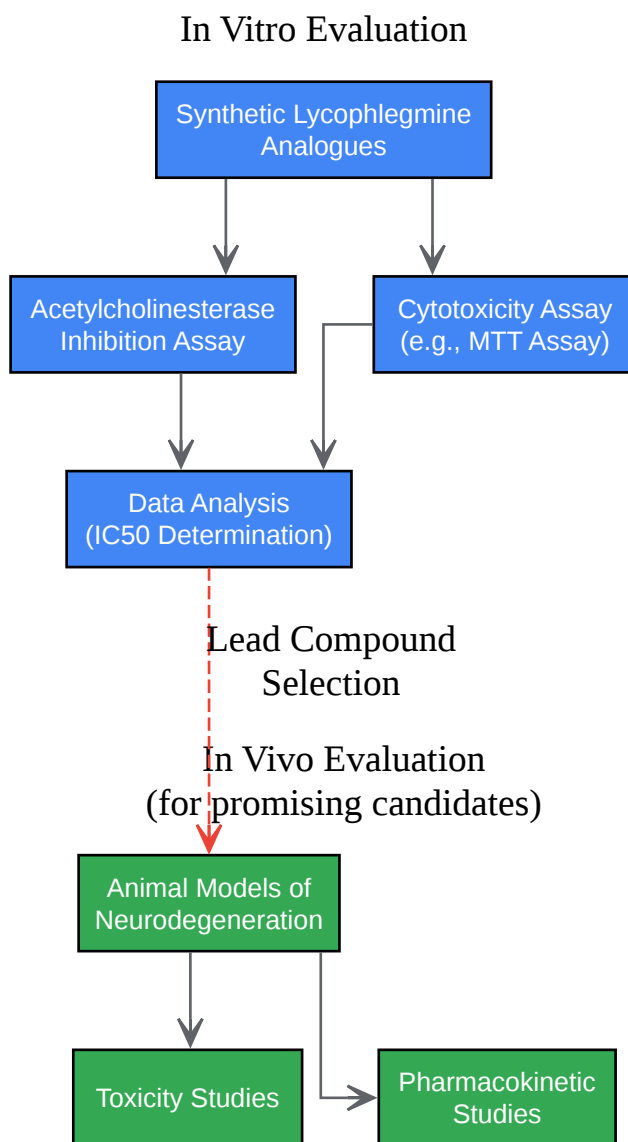 In Vitro Evaluation
Synthetic Lycophlegmine
Analogues
Acetylcholinesterase
Inhibition Assay
Cytotoxicity Assay
(e.g., MTT Assay)
Data Analysis
(IC50 Determination)
Lead Compound
Selection
In Vivo Evaluation
(for promising candidates)
Animal Models of
Neurodegeneration
Toxicity Studies
Pharmacokinetic
Studies